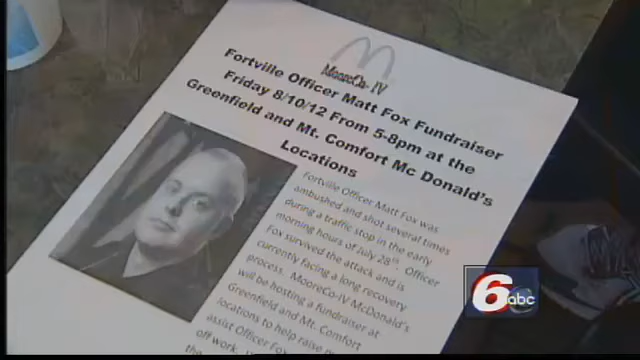 MooreCo-IV
Fortville Officer Matt Fox Fundraiser
Friday 8/10/12 From 5-8pm at the
Greenfield and Mt. Comfort Mc Donald's
Locations
Fortville Officer Matt Fox was
ambushed and shot several times
during a traffic stop in the early
morning hours of July 28th. Officer
Fox survived the attack and is
currently facing a long recovery
process. MooreCo-IV McDonald's
will be hosting a fundraiser at
Greenfield and Mt. Comfort
locations to help raise
assist Officer Fox
off work.
the
6abc